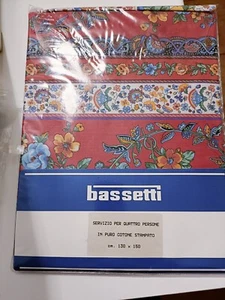 bassetti
SERVIZIO PER QUATTRO PERSONE
IN PURO COTONE STAMPATO
cm. 130 x 180